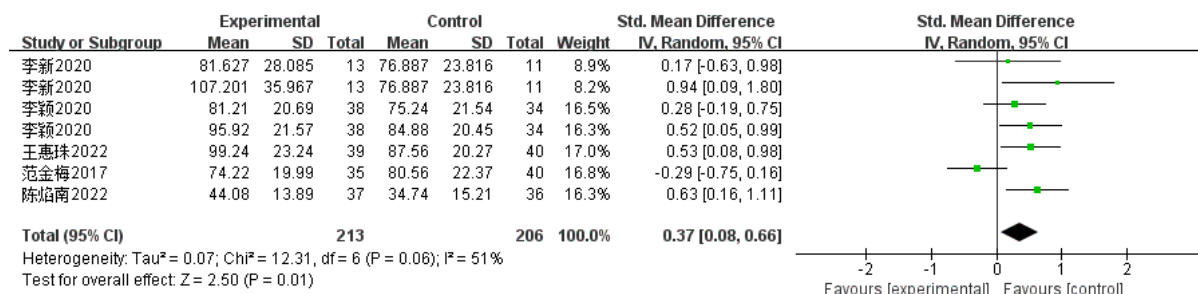 Experimental Control Std. Mean Difference Std. Mean Difference
Study or Subgroup Mean SD Total Mean SD Total Weight IV, Random, 95% CI IV, Random, 95% CI
李新2020 81.627 28.085 13 76.887 23.816 11 8.9% 0.17 [-0.63, 0.98]
李新2020 107.201 35.967 13 76.887 23.816 11 8.2% 0.94 [0.09, 1.80]
李颖2020 81.21 20.69 38 75.24 21.54 34 16.5% 0.28 [-0.19, 0.75]
李颖2020 95.92 21.57 38 84.88 20.45 34 16.3% 0.52 [0.05, 0.99]
王惠珠2022 99.24 23.24 39 87.56 20.27 40 17.0% 0.53 [0.08, 0.98]
范金梅2017 74.22 19.99 35 80.56 22.37 40 16.8% -0.29 [-0.75, 0.16]
陈焰南2022 44.08 13.89 37 34.74 15.21 36 16.3% 0.63 [0.16, 1.11]
Total (95% CI) 213 206 100.0% 0.37 [0.08, 0.66]
Heterogeneity: Tau² = 0.07; Chi² = 12.31, df = 6 (P = 0.06); I² = 51%
Test for overall effect: Z = 2.50 (P = 0.01)
-2 -1 0 1 2
Favours [experimental] Favours [control]